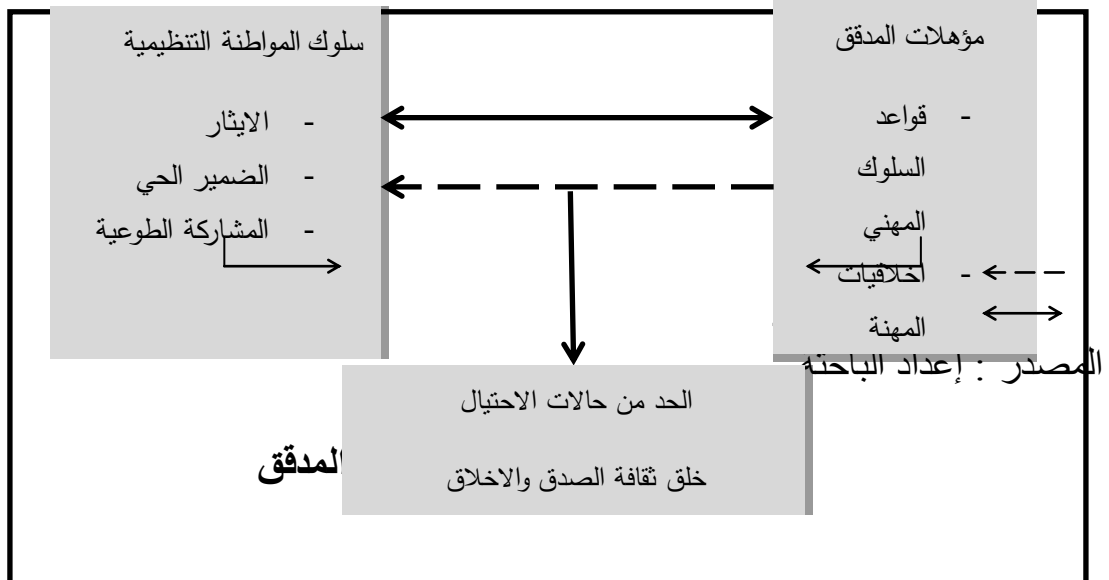 مؤهلات المدقق
- قواعد
السلوك
المهني
- اخلاقيات
المهنة
سلوك المواطنة التنظيمية
- الايثار
- الضمير الحي
- المشاركة الطوعية
المصدر : إعداد الباحثة
الحد من حالات الاحتيال
خلق ثقافة الصدق والاخلاق
المدقق